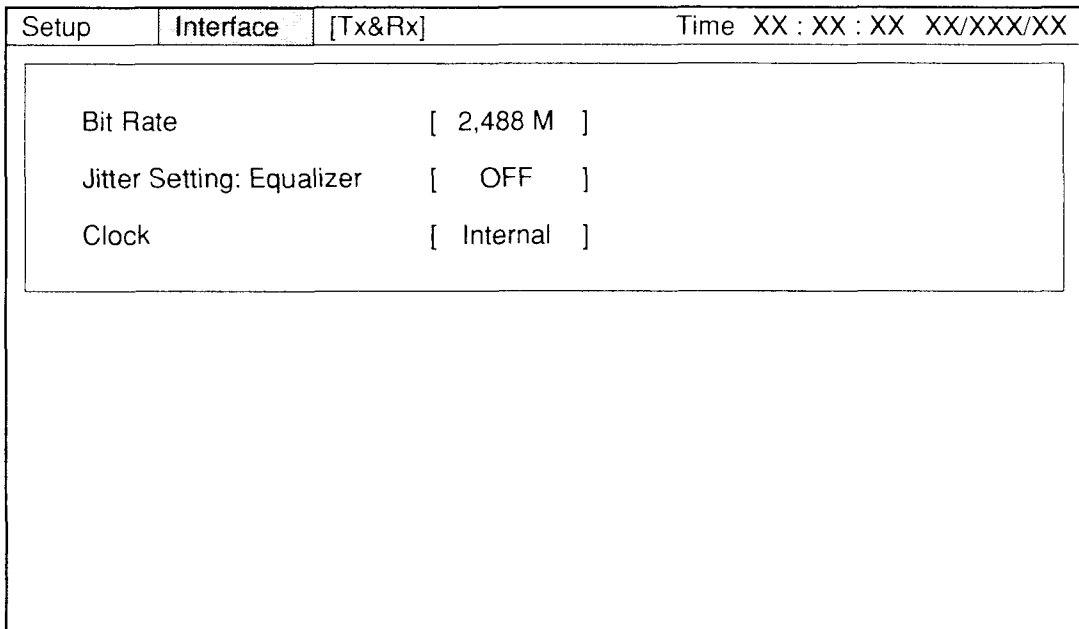 Setup Interface [Tx&Rx] Time XX : XX : XX XX/XXX/XX
Bit Rate [ 2,488 M ]
Jitter Setting: Equalizer [ OFF ]
Clock [ Internal ]